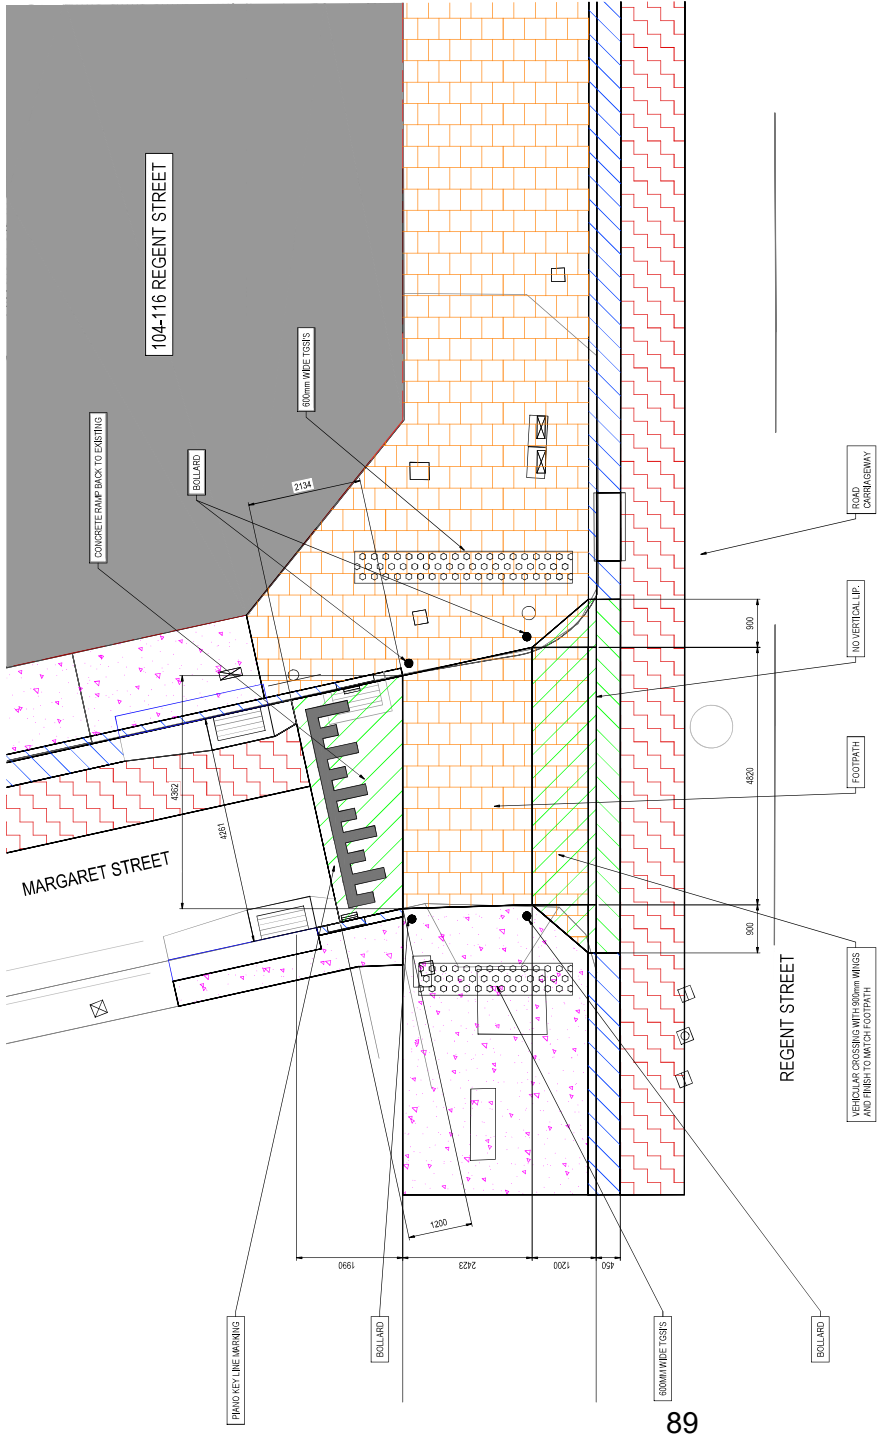 104-116 REGENT STREET
CONCRETE RAMP BACK TO EXISTING
BOLLARD
600mm WIDE TGSI'S
2134
ROAD
CARRIAGEWAY
NO VERTICAL LIP.
900
FOOTPATH
4820
4362
4261
MARGARET STREET
900
REGENT STREET
VEHICULAR CROSSING WITH 900mm WINGS
AND FINISH TO MATCH FOOTPATH
1200
1990
2423
1200
450
PIANO KEY LINE MARKING
BOLLARD
600MM WIDE TGSI'S
BOLLARD
89